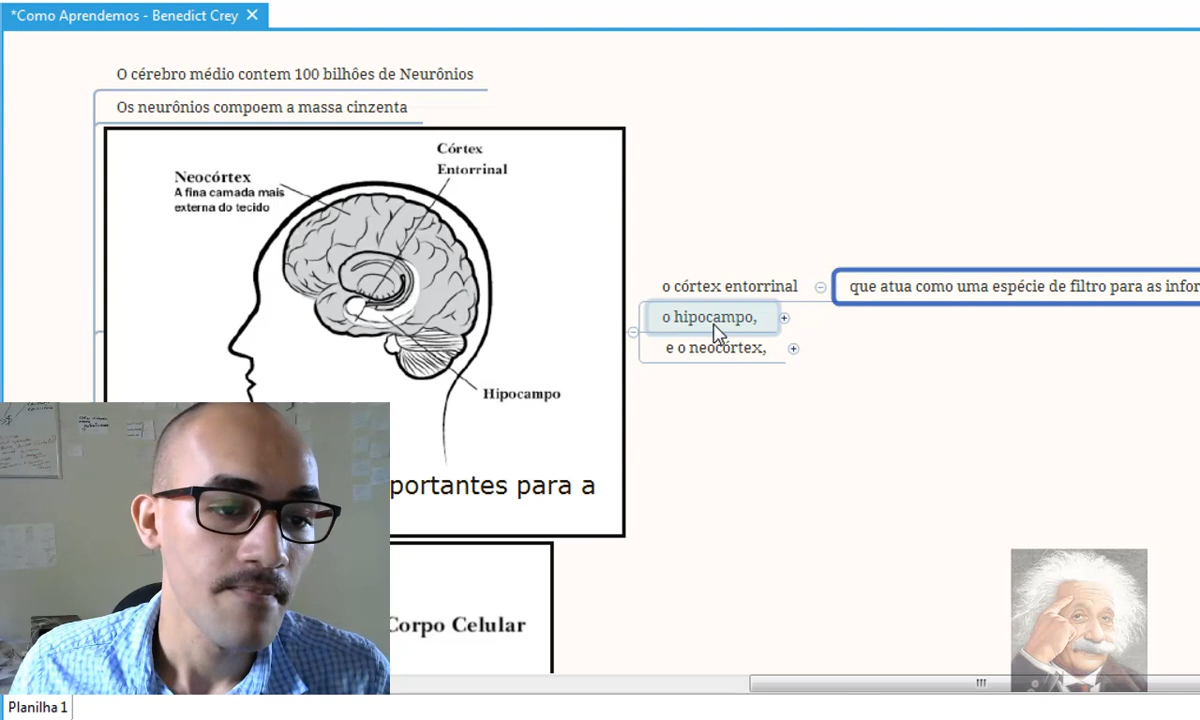 *Como Aprendemos - Benedict Crey
O cérebro médio contem 100 bilhões de Neurônios
Os neurônios compoem a massa cinzenta
Córtex
Entorrinal
Neocórtex
A fina camada mais
externa do tecido
o córtex entorrinal
que atua como uma espécie de filtro para as infor
o hipocampo,
e o neocórtex,
Hipocampo
portantes para a
Corpo Celular
Planilha 1